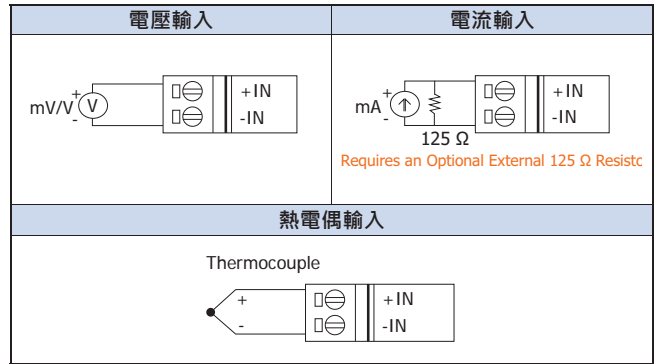 電壓輸入
電流輸入
mV/V
+
-
V
+IN
-IN
mA
+
-
125 Ω
+IN
-IN
Requires an Optional External 125 Ω Resistc
熱電偶輸入
Thermocouple
+
-
+IN
-IN